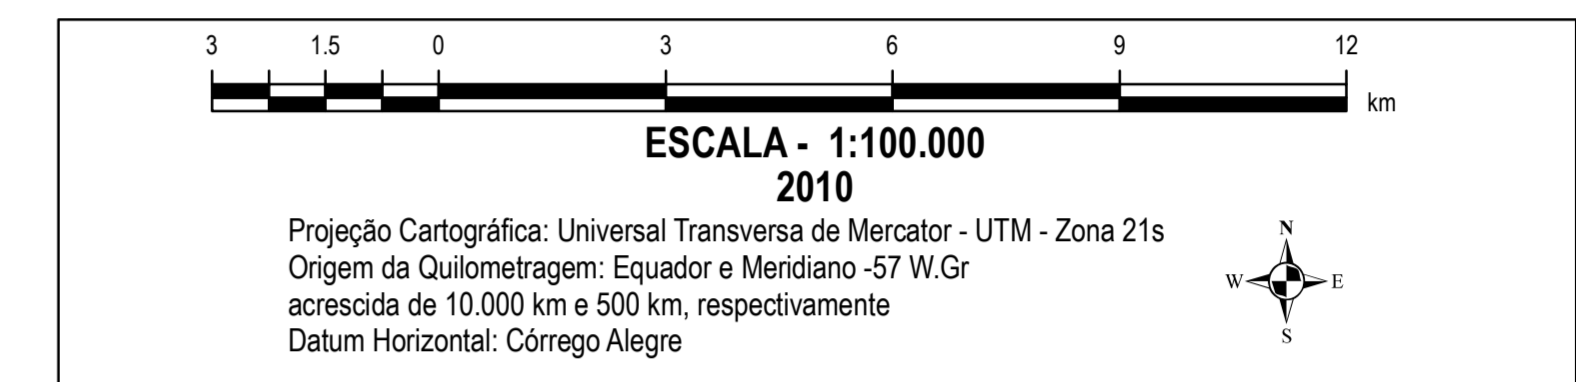 3 1.5 0 3 6 9 12
km
ESCALA - 1:100.000
2010
Projeção Cartográfica: Universal Transversa de Mercator - UTM - Zona 21s
Origem da Quilometragem: Equador e Meridiano -57 W.Gr
acrescida de 10.000 km e 500 km, respectivamente
Datum Horizontal: Córrego Alegre
N
W E
S